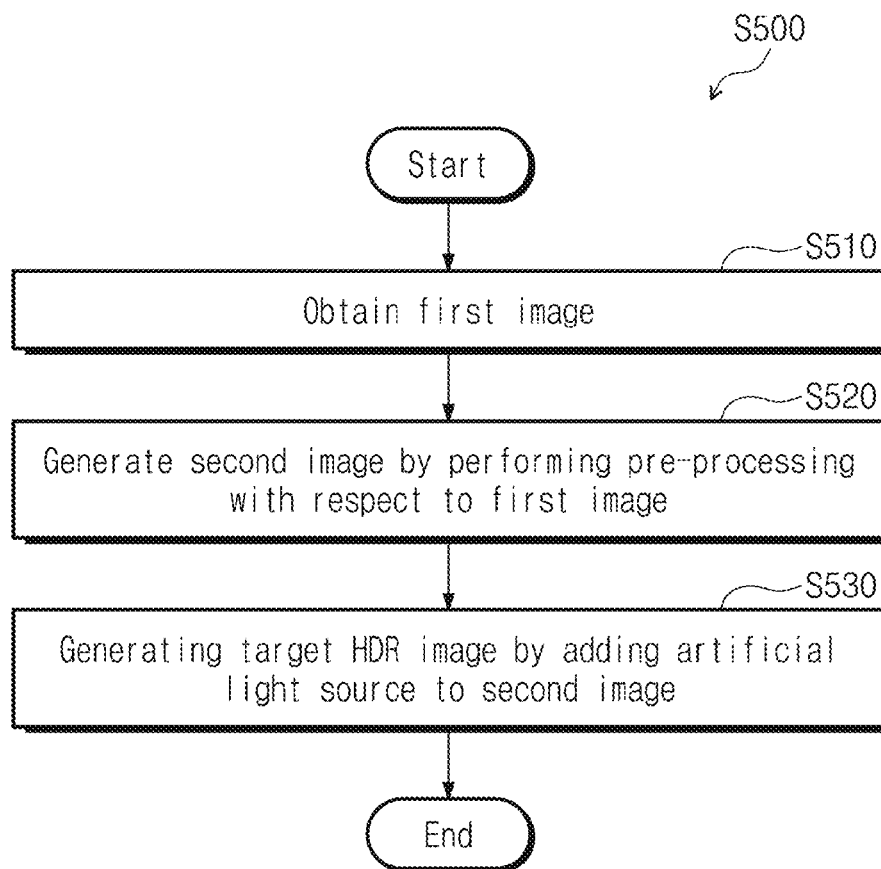 S500
Start
S510
Obtain first image
S520
Generate second image by performing pre-processing
with respect to first image
S530
Generating target HDR image by adding artificial
light source to second image
End